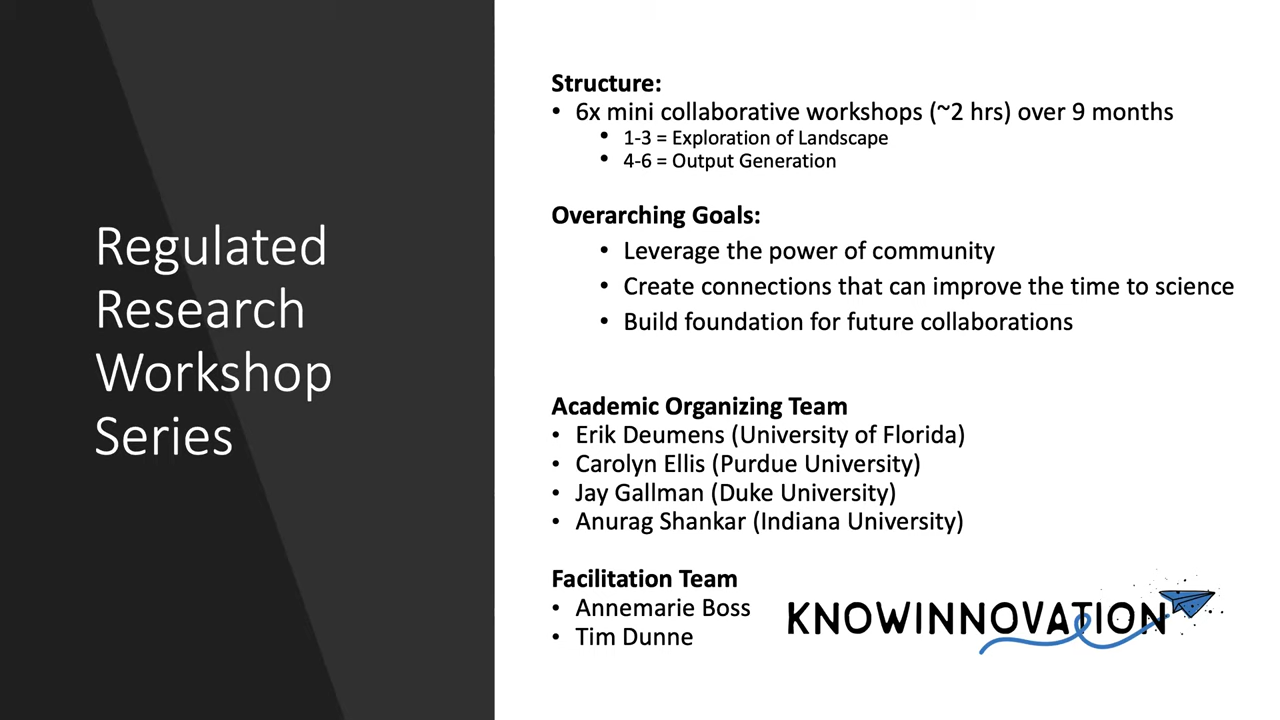 Regulated
Research
Workshop
Series
Structure:
• 6x mini collaborative workshops (~2 hrs) over 9 months
• 1-3 = Exploration of Landscape
• 4-6 = Output Generation
Overarching Goals:
• Leverage the power of community
• Create connections that can improve the time to science
• Build foundation for future collaborations
Academic Organizing Team
• Erik Deumens (University of Florida)
• Carolyn Ellis (Purdue University)
• Jay Gallman (Duke University)
• Anurag Shankar (Indiana University)
Facilitation Team
• Annemarie Boss
• Tim Dunne
KNOWINNOVATION